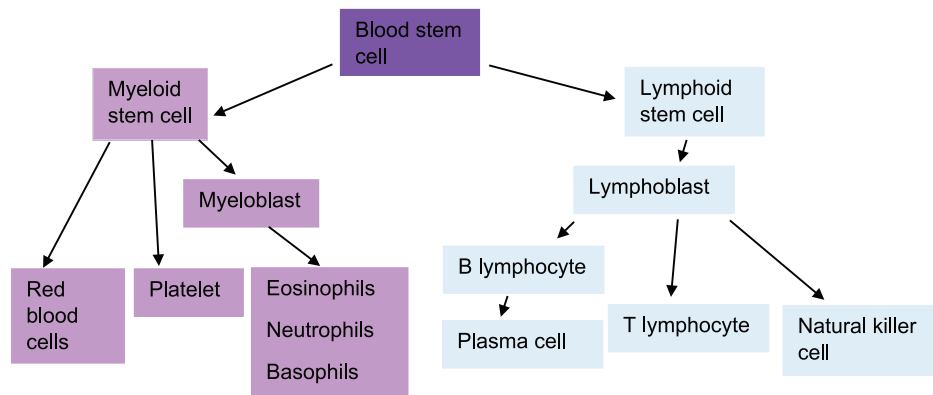 Blood stem
cell
Myeloid
stem cell
Lymphoid
stem cell
Myeloblast
Lymphoblast
Red
blood
cells
Platelet
Eosinophils
Neutrophils
Basophils
B lymphocyte
Plasma cell
T lymphocyte
Natural killer
cell